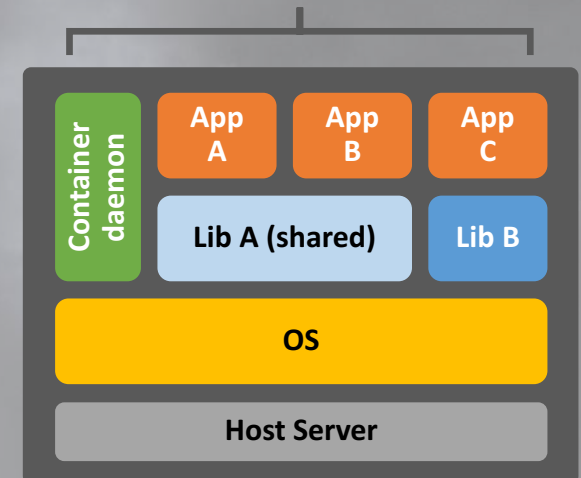 Container
daemon
App
A
App
B
App
C
Lib A (shared)
Lib B
OS
Host Server